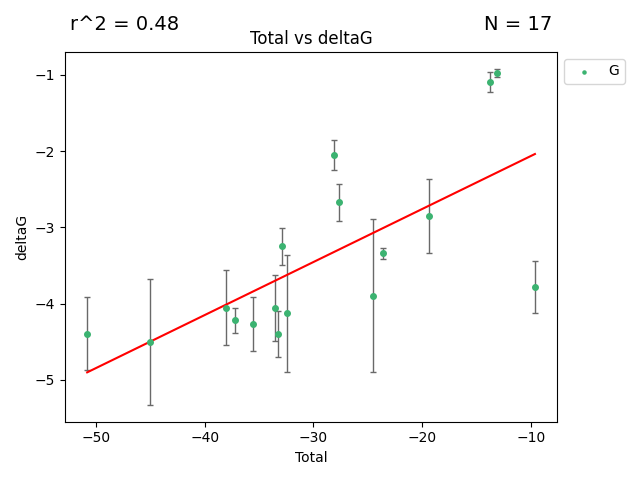 r^2 = 0.48
N = 17
Total vs deltaG
G
−1
−2
−3
−4
−5
deltaG
−50
−40
−30
−20
−10
Total